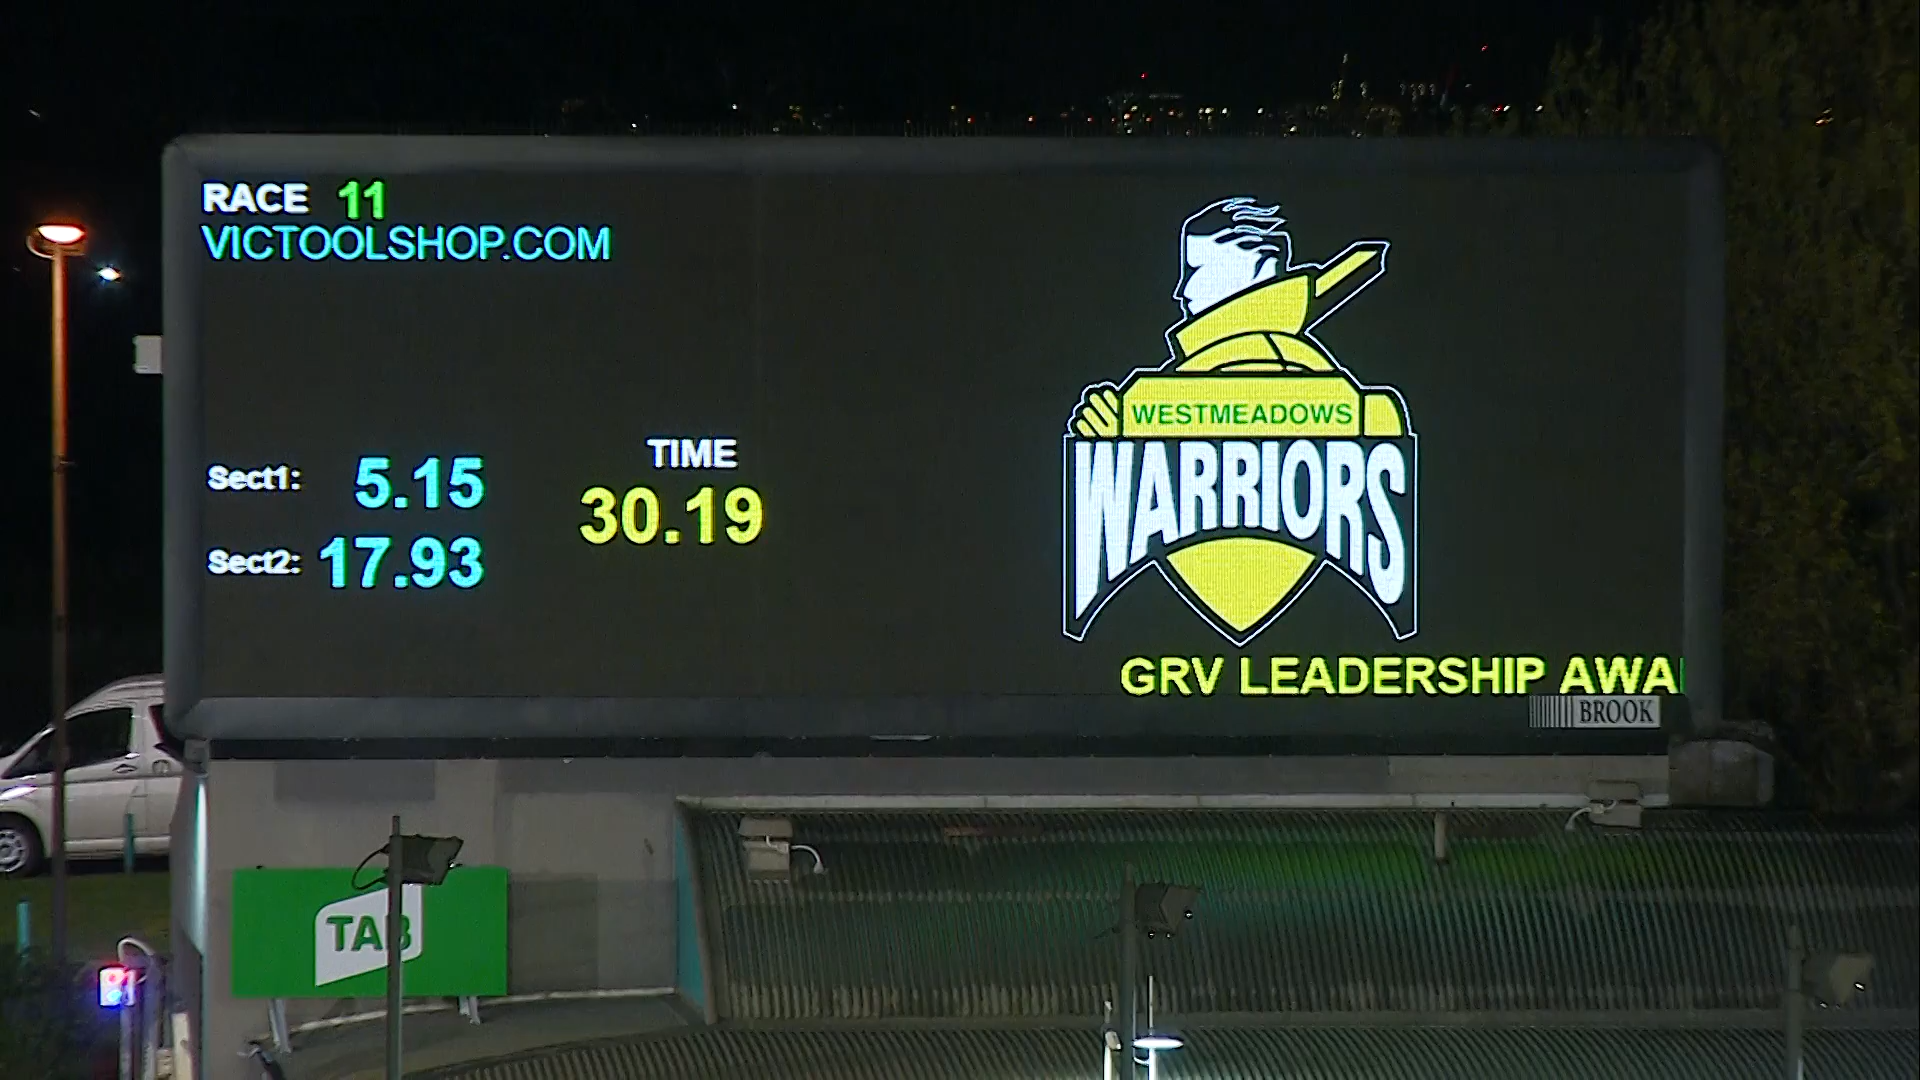 RACE 11
VICTOOLSHOP.COM
Sect1: 5.15
Sect2: 17.93
TIME
30.19
WESTMEADOWS
WARRIORS
GRV LEADERSHIP AWA
BROOK
TAB